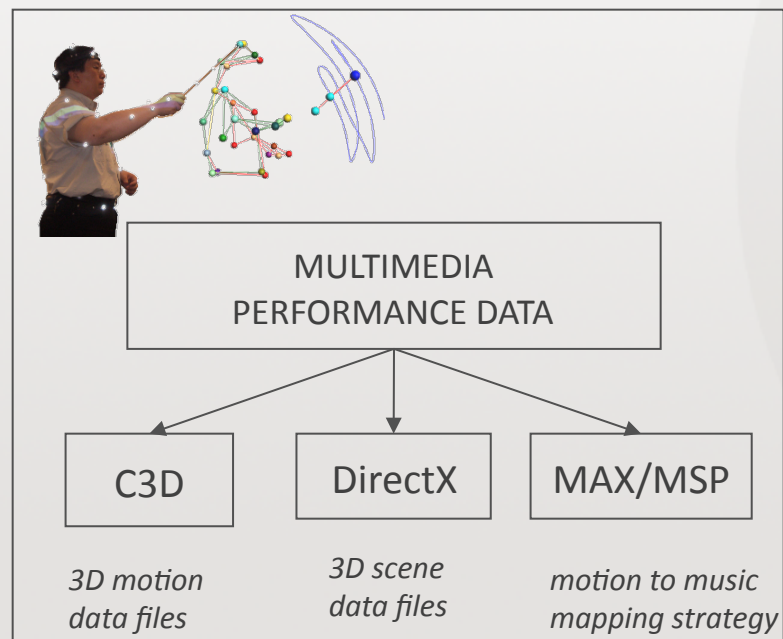 MULTIMEDIA
PERFORMANCE DATA
C3D
DirectX
MAX/MSP
3D motion
data files
3D scene
data files
motion to music
mapping strategy